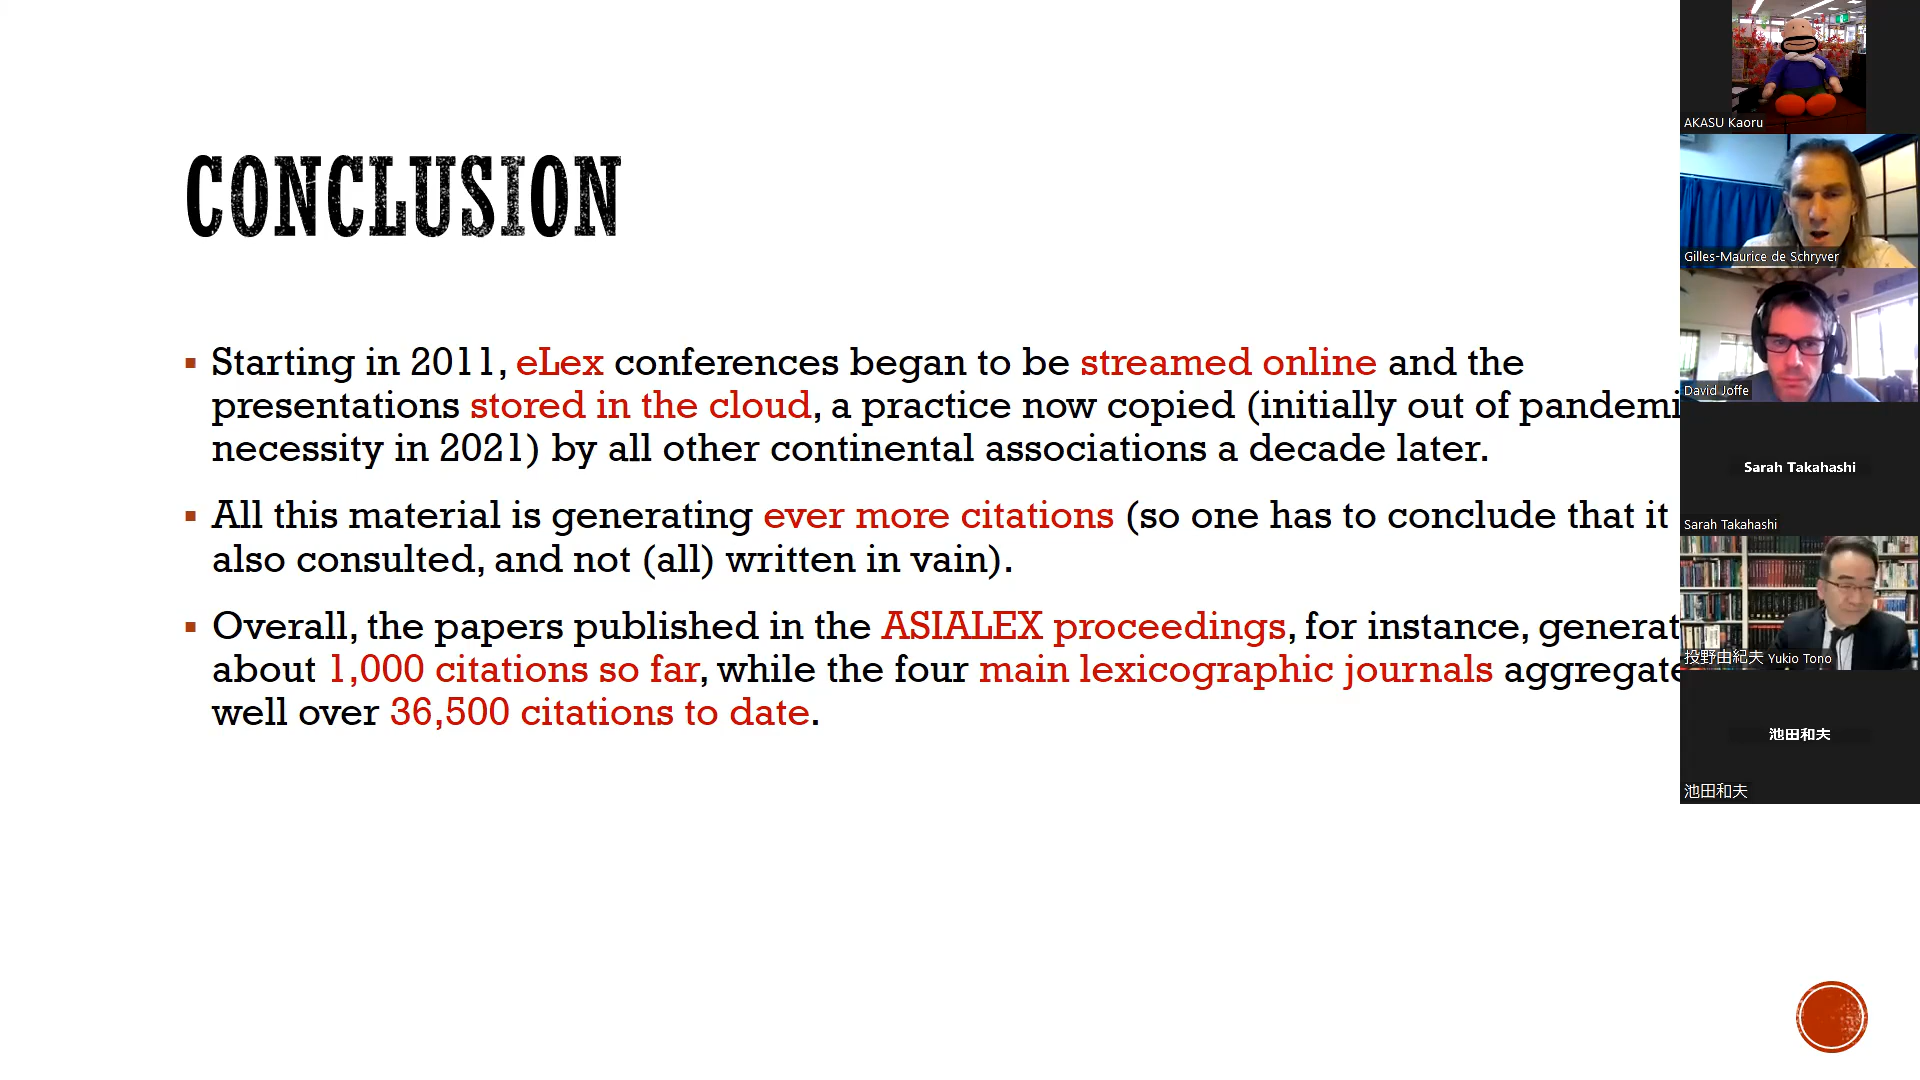 CONCLUSION
Starting in 2011, eLex conferences began to be streamed online and the
presentations stored in the cloud, a practice now copied (initially out of pandemi
necessity in 2021) by all other continental associations a decade later.
All this material is generating ever more citations (so one has to conclude that it
also consulted, and not (all) written in vain).
Overall, the papers published in the ASIALEX proceedings, for instance, generat
about 1,000 citations so far, while the four main lexicographic journals aggregate
well over 36,500 citations to date.
AKASU Kaoru
Gilles-Maurice de Schryver
David Joffe
Sarah Takahashi
Sarah Takahashi
投野由紀夫 Yukio Tono
池田和夫
池田和夫